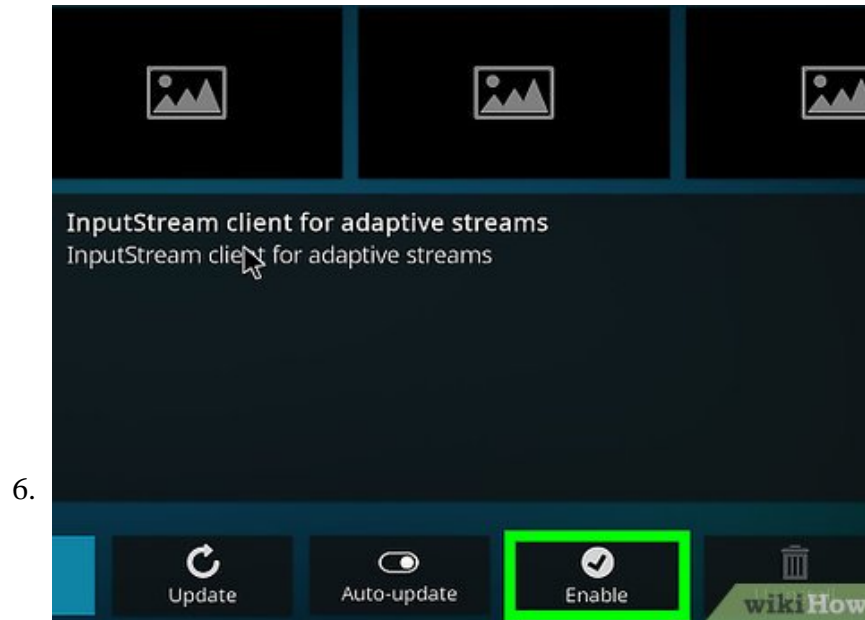 InputStream client for adaptive streams
InputStream client for adaptive streams
6.
Update
Auto-update
Enable
wikiHow